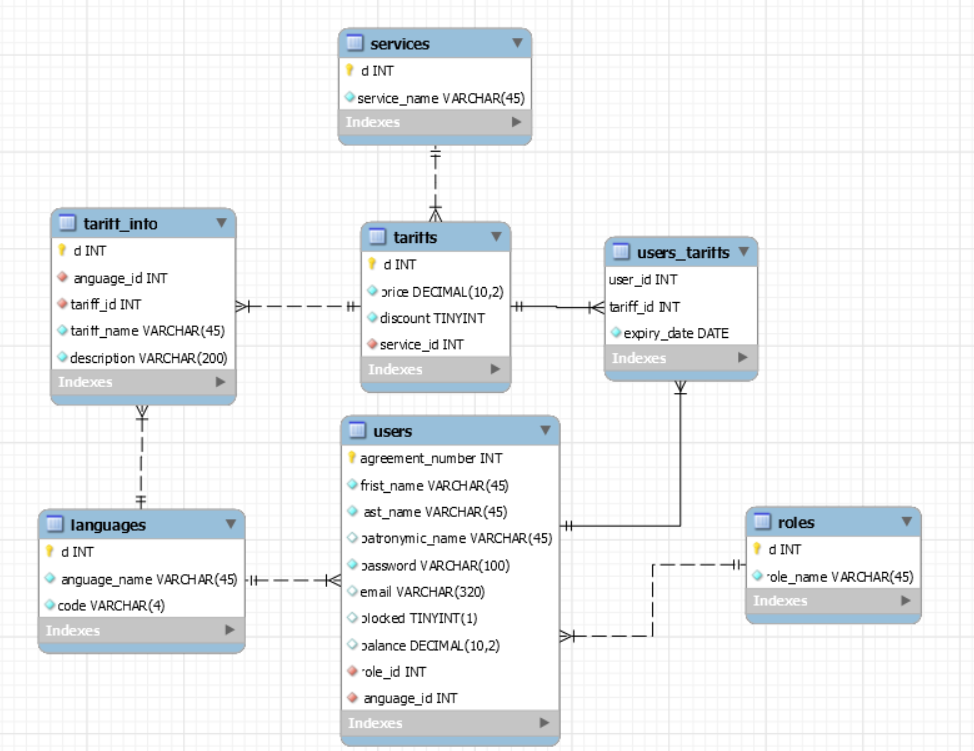 services
d INT
service_name VARCHAR(45)
Indexes
tariff_info
d INT
anguage_id INT
tariff_id INT
tariff_name VARCHAR(45)
description VARCHAR(200)
Indexes
tariffs
d INT
price DECIMAL(10,2)
discount TINYINT
service_id INT
Indexes
users_tariffs
user_id INT
tariff_id INT
expiry_date DATE
Indexes
users
agreement_number INT
frist_name VARCHAR(45)
ast_name VARCHAR(45)
patronymic_name VARCHAR(45)
password VARCHAR(100)
email VARCHAR(320)
blocked TINYINT(1)
balance DECIMAL(10,2)
role_id INT
anguage_id INT
Indexes
languages
d INT
anguage_name VARCHAR(45)
code VARCHAR(4)
Indexes
roles
d INT
role_name VARCHAR(45)
Indexes